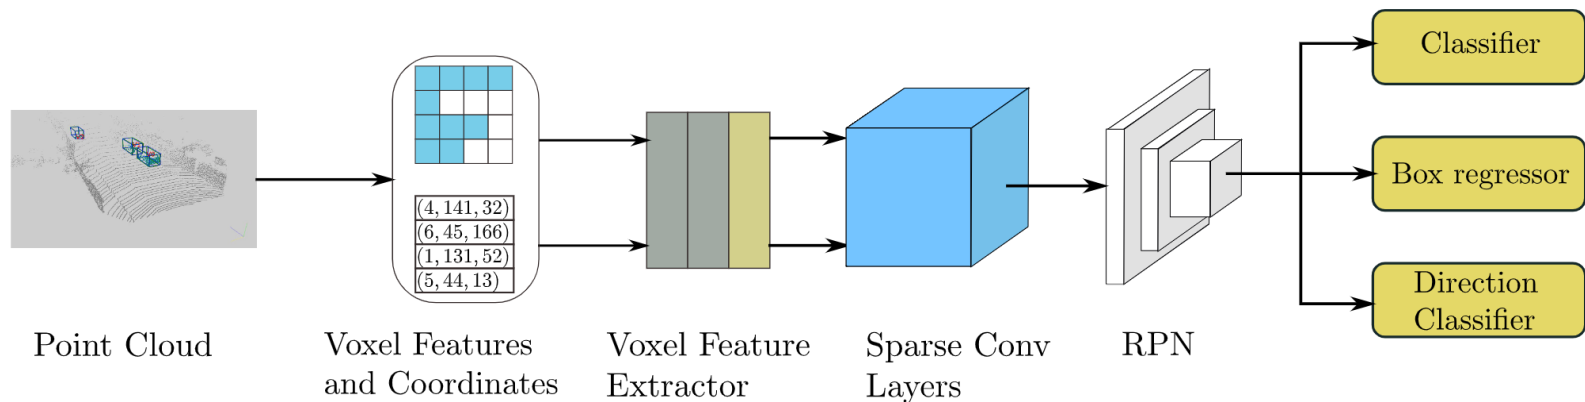 Classifier
(4, 141, 32)
(6, 45, 166)
(1, 131, 52)
(5, 44, 13)
Box regressor
Direction
Classifier
Point Cloud
Voxel Features
and Coordinates
Voxel Feature
Extractor
Sparse Conv
Layers
RPN